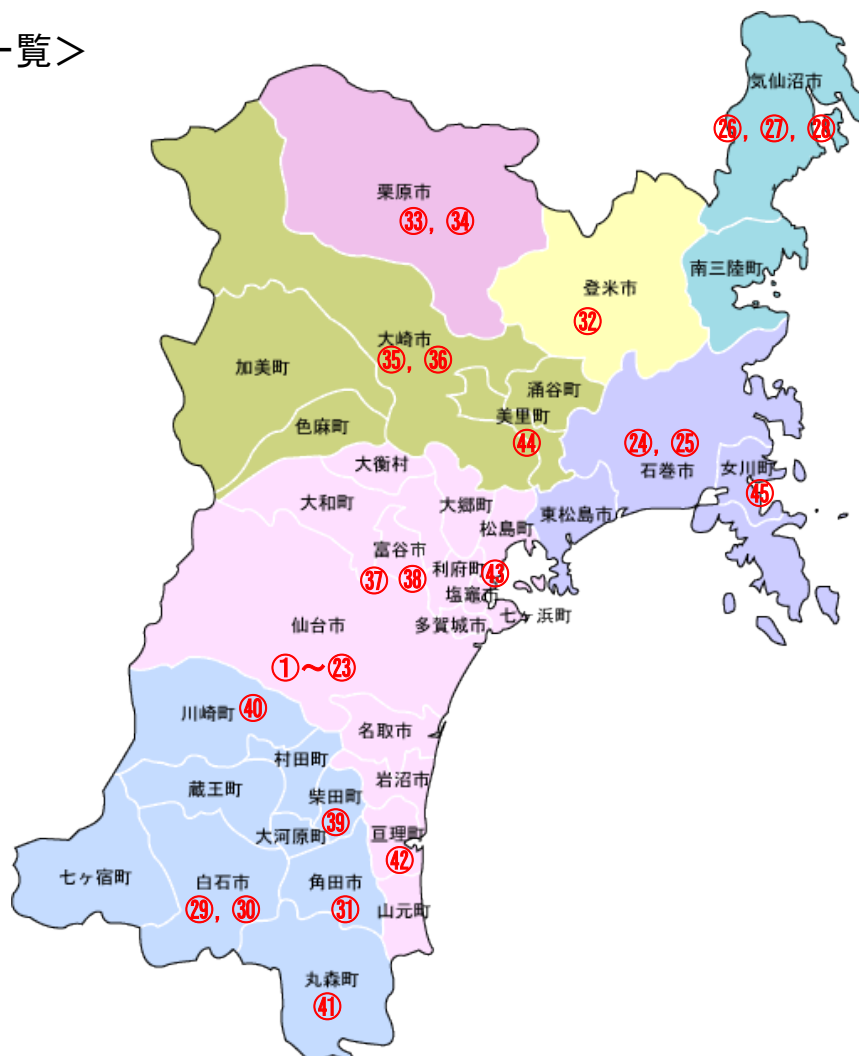 一覧＞
気仙沼市
㉖，㉗，㉘
栗原市
㉝，㉞
南三陸町
登米市
㉜
大崎市
㉟，㊱
加美町
涌谷町
美里町
㊹
色麻町
㉔，㉕
石巻市
女川町
㊺
大衡村
大和町
大郷町
松島町
東松島市
富谷市
㊲ ㊳
利府町
㊸
塩竈市
七ヶ浜町
多賀城市
仙台市
①～㉓
川崎町 ㊵
名取市
村田町
岩沼市
蔵王町
柴田町
㊴
大河原町
亘理町
㊷
七ヶ宿町
白石市
㉙，㉚
角田市
㉛
山元町
丸森町
㊶